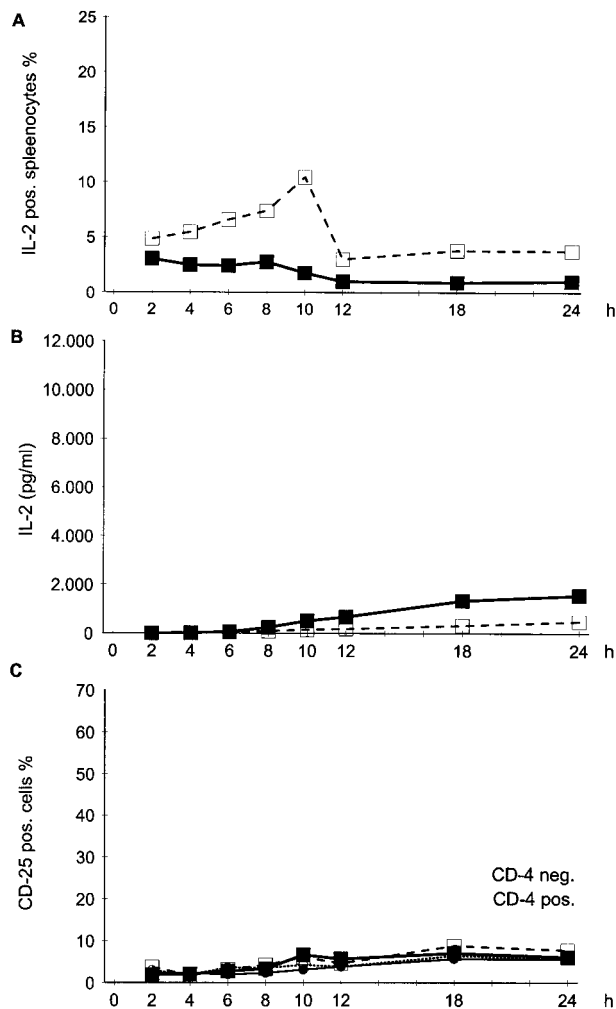 A
IL-2 pos. spleenocytes %
25
20
15
10
5
0
0 2 4 6 8 10 12 18 24 h
B
IL-2 (pg/ml)
12.000
10.000
8.000
6.000
4.000
2.000
0
0 2 4 6 8 10 12 18 24 h
C
CD-25 pos. cells %
70
60
50
40
30
20
10
0
CD-4 neg.
CD-4 pos.
0 2 4 6 8 10 12 18 24 h